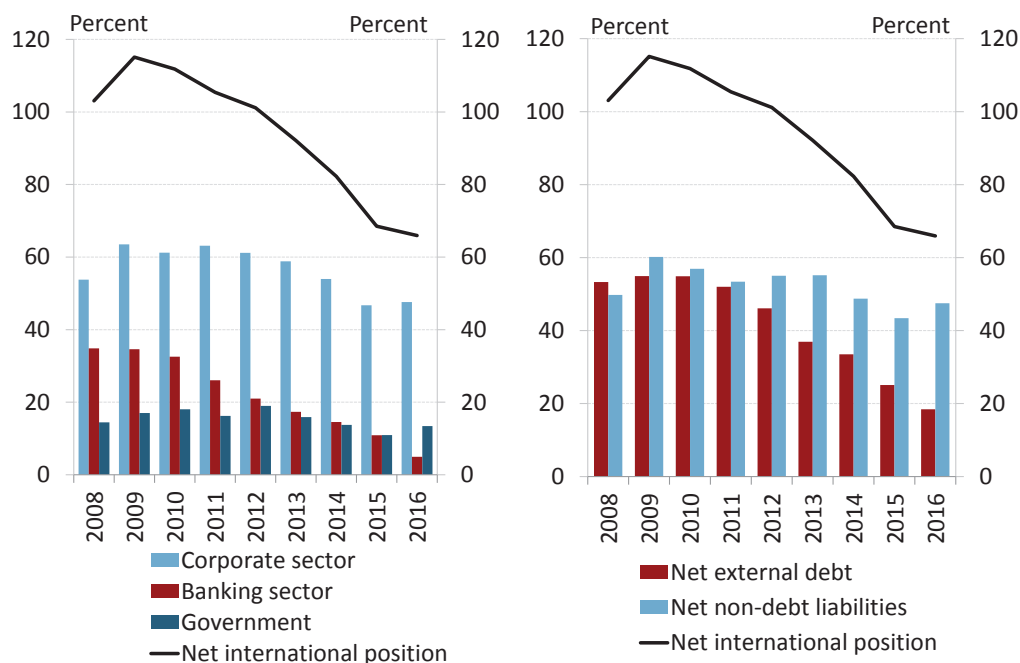 Percent Percent
120 120
100 100
80 80
60 60
40 40
20 20
0 0
2008 2009 2010 2011 2012 2013 2014 2015 2016
Corporate sector
Banking sector
Government
Net international position
Percent Percent
120 120
100 100
80 80
60 60
40 40
20 20
0 0
2008 2009 2010 2011 2012 2013 2014 2015 2016
Net external debt
Net non-debt liabilities
Net international position